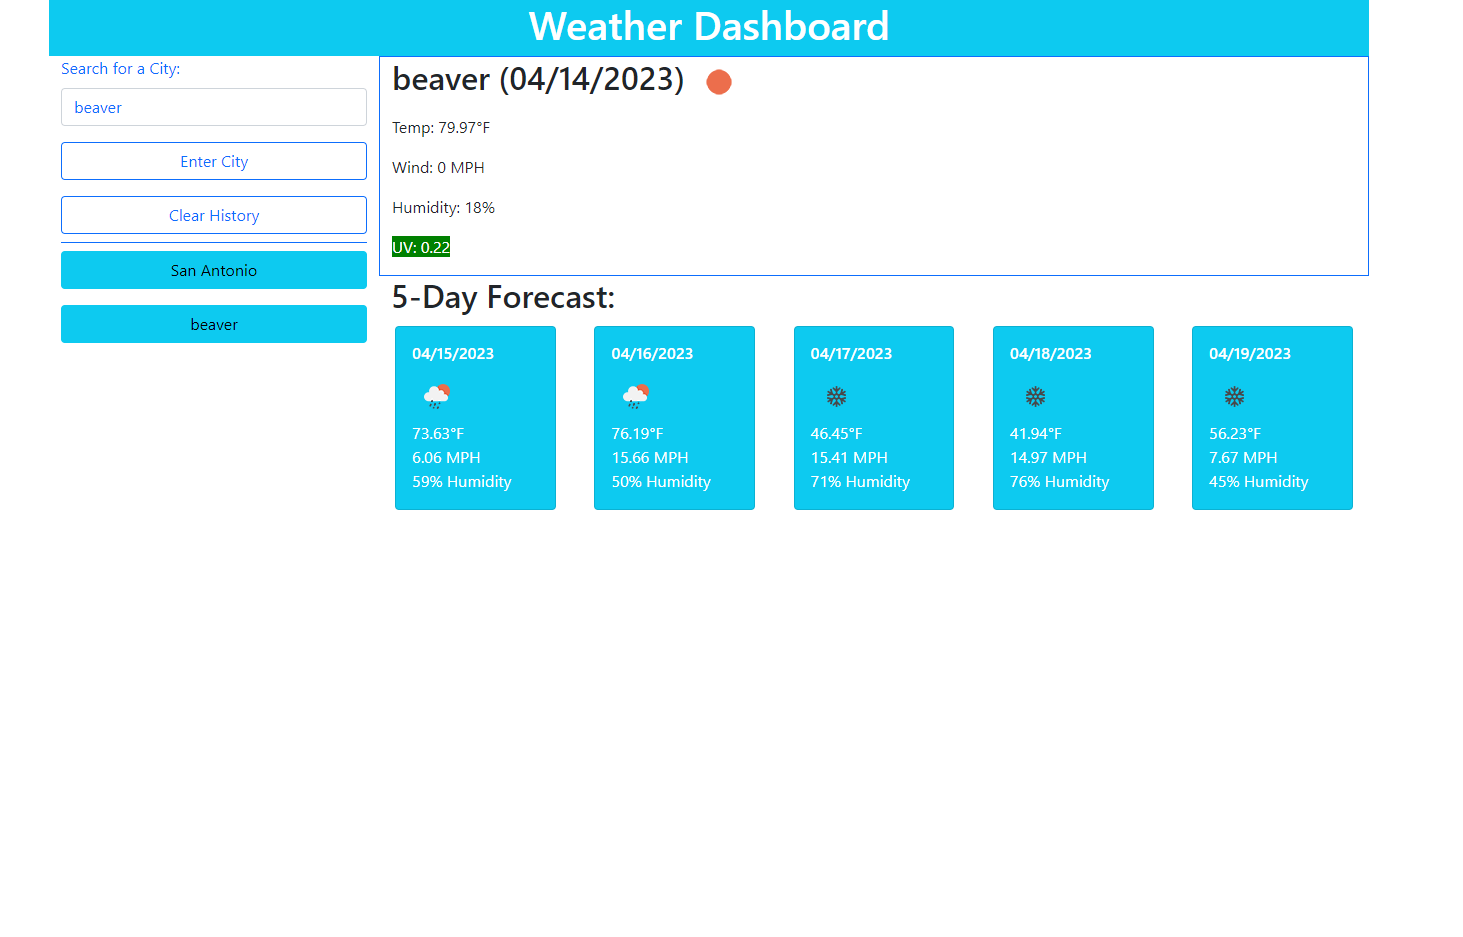 Weather Dashboard
Search for a City:
beaver
Enter City
Clear History
San Antonio
beaver
beaver (04/14/2023)
Temp: 79.97°F
Wind: 0 MPH
Humidity: 18%
UV: 0.22
5-Day Forecast:
04/15/2023
73.63°F
6.06 MPH
59% Humidity
04/16/2023
76.19°F
15.66 MPH
50% Humidity
04/17/2023
46.45°F
15.41 MPH
71% Humidity
04/18/2023
41.94°F
14.97 MPH
76% Humidity
04/19/2023
56.23°F
7.67 MPH
45% Humidity